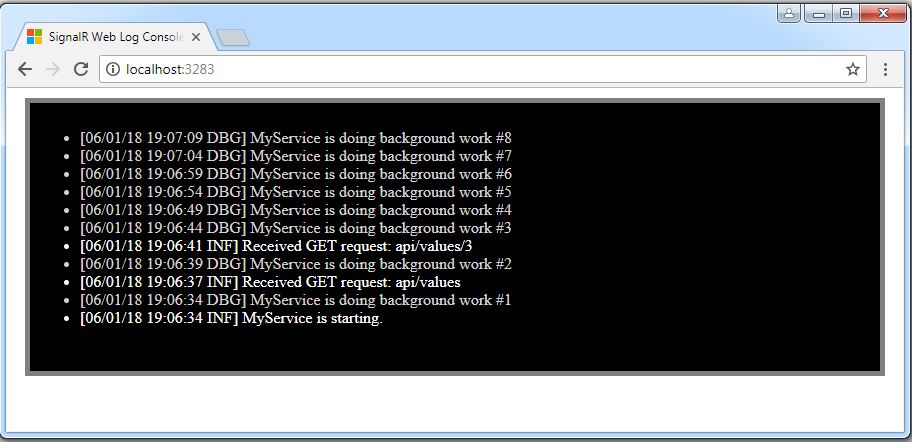 SignalR Web Log Console
localhost:3283
[06/01/18 19:07:09 DBG] MyService is doing background work #8
[06/01/18 19:07:04 DBG] MyService is doing background work #7
[06/01/18 19:06:59 DBG] MyService is doing background work #6
[06/01/18 19:06:54 DBG] MyService is doing background work #5
[06/01/18 19:06:49 DBG] MyService is doing background work #4
[06/01/18 19:06:44 DBG] MyService is doing background work #3
[06/01/18 19:06:41 INF] Received GET request: api/values/3
[06/01/18 19:06:39 DBG] MyService is doing background work #2
[06/01/18 19:06:37 INF] Received GET request: api/values
[06/01/18 19:06:34 DBG] MyService is doing background work #1
[06/01/18 19:06:34 INF] MyService is starting.